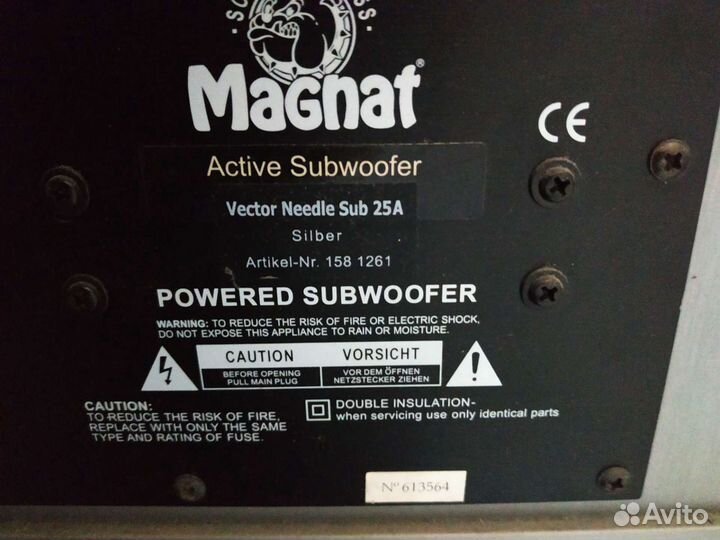 Magnat®
CE
Active Subwoofer
Vector Needle Sub 25A
Silber
Artikel-Nr. 158 1261
POWERED SUBWOOFER
WARNING: TO REDUCE THE RISK OF FIRE OR ELECTRIC SHOCK,
DO NOT EXPOSE THIS APPLIANCE TO RAIN OR MOISTURE.
CAUTION VORSICHT
BEFORE OPENING
PULL MAIN PLUG
VOR DEM ÖFFNEN
NETZSTECKER ZIEHEN
CAUTION:
TO REDUCE THE RISK OF FIRE,
REPLACE WITH ONLY THE SAME
TYPE AND RATING OF FUSE.
DOUBLE INSULATION-
when servicing use only identical parts
Nº 613564
Avito